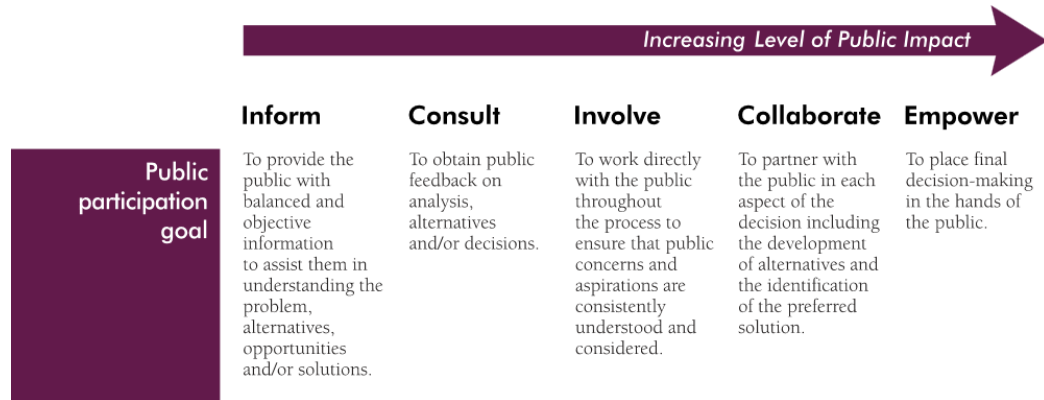 Increasing Level of Public Impact
Inform
Consult
Involve
Collaborate
Empower
Public
participation
goal
To provide the
public with
balanced and
objective
information
to assist them in
understanding the
problem,
alternatives,
opportunities
and/or solutions.
To obtain public
feedback on
analysis,
alternatives
and/or decisions.
To work directly
with the public
throughout
the process to
ensure that public
concerns and
aspirations are
consistently
understood and
considered.
To partner with
the public in each
aspect of the
decision including
the development
of alternatives and
the identification
of the preferred
solution.
To place final
decision-making
in the hands of
the public.